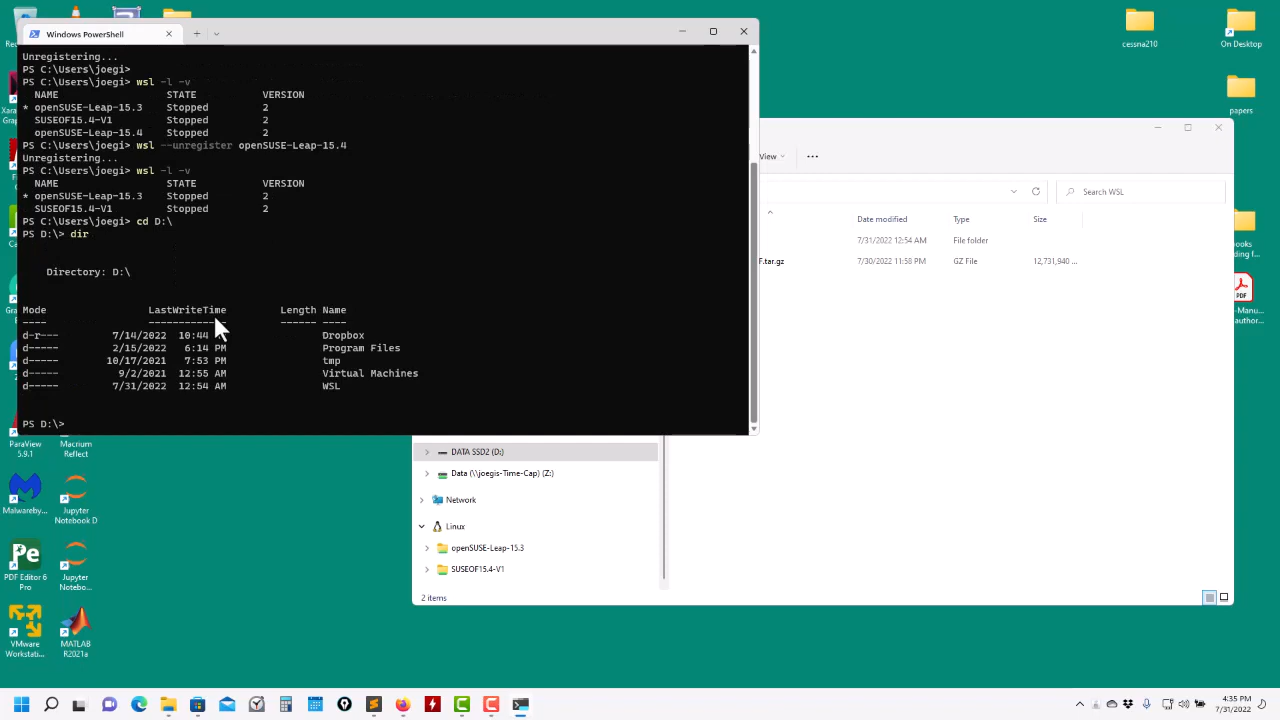 Windows PowerShell
Unregistering...
PS C:\Users\joegi>
PS C:\Users\joegi> wsl -l -v
NAME STATE VERSION
* openSUSE-Leap-15.3 Stopped 2
SUSEOF15.4-V1 Stopped 2
openSUSE-Leap-15.4 Stopped 2
PS C:\Users\joegi> wsl --unregister openSUSE-Leap-15.4
Unregistering...
PS C:\Users\joegi> wsl -l -v
NAME STATE VERSION
* openSUSE-Leap-15.3 Stopped 2
SUSEOF15.4-V1 Stopped 2
PS C:\Users\joegi> cd D:\
PS D:\> dir
Directory: D:\
Mode LastWriteTime Length Name
---- ------------- ------ ----
d-r--- 7/14/2022 10:44 Dropbox
d----- 2/15/2022 6:14 PM Program Files
d----- 10/17/2021 7:53 PM tmp
d----- 9/2/2021 12:55 AM Virtual Machines
d----- 7/31/2022 12:54 AM WSL
PS D:\>
View
Search WSL
Date modified Type Size
7/31/2022 12:54 AM File folder
F.tar.gz 7/30/2022 11:58 PM GZ File 12,731,940 ...
DATA SSD2 (D:)
Data (\\joegis-Time-Cap) (Z:)
Network
Linux
openSUSE-Leap-15.3
SUSEOF15.4-V1
2 items
cessna210
On Desktop
papers
PDF
ParaView
5.9.1
Macrium
Reflect
Malwareby...
Jupyter
Notebook D
PDF Editor 6
Pro
Jupyter
Notebo...
VMware
Workstati...
MATLAB
R2021a
4:35 PM
7/31/2022